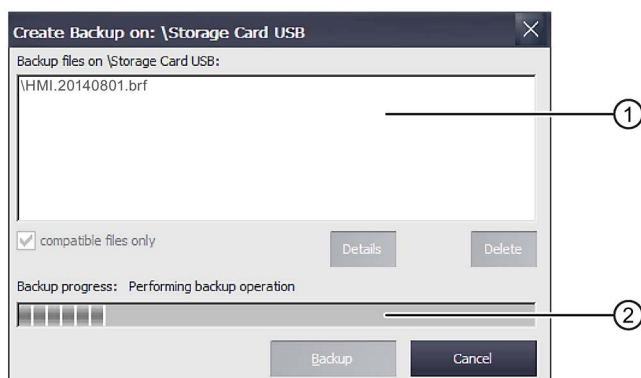 Create Backup on: \Storage Card USB
Backup files on \Storage Card USB:
\HMI.20140801.brf
1
compatible files only
Details
Delete
Backup progress: Performing backup operation
2
Backup
Cancel